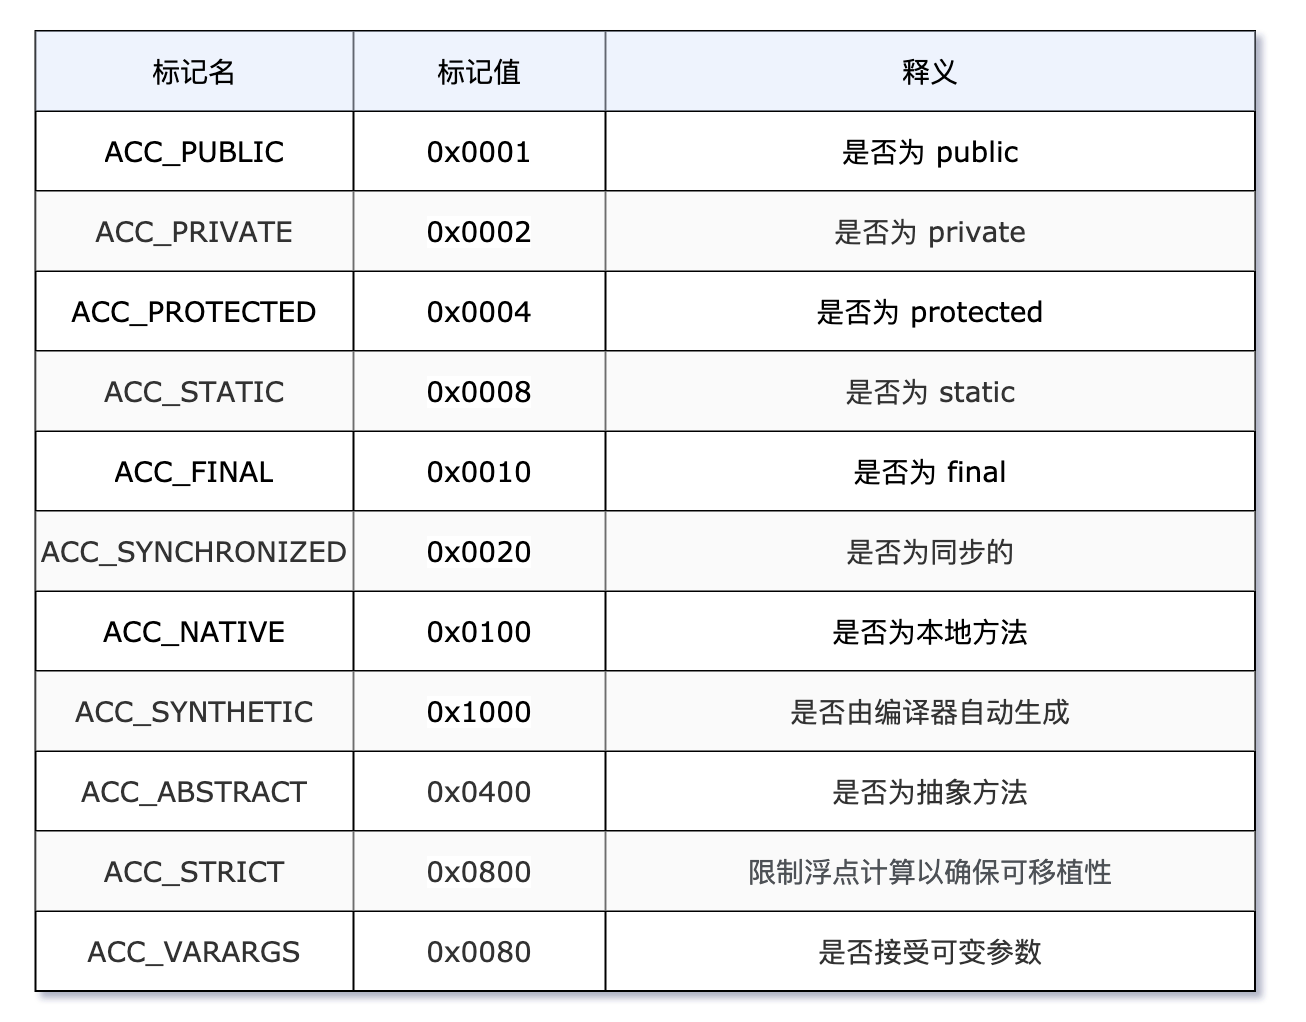 标记名 标记值 释义
ACC_PUBLIC 0x0001 是否为 public
ACC_PRIVATE 0x0002 是否为 private
ACC_PROTECTED 0x0004 是否为 protected
ACC_STATIC 0x0008 是否为 static
ACC_FINAL 0x0010 是否为 final
ACC_SYNCHRONIZED 0x0020 是否为同步的
ACC_NATIVE 0x0100 是否为本地方法
ACC_SYNTHETIC 0x1000 是否由编译器自动生成
ACC_ABSTRACT 0x0400 是否为抽象方法
ACC_STRICT 0x0800 限制浮点计算以确保可移植性
ACC_VARARGS 0x0080 是否接受可变参数